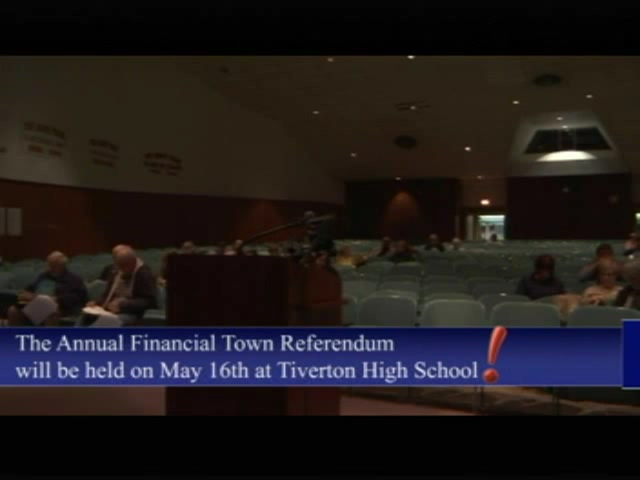 The Annual Financial Town Referendum
will be held on May 16th at Tiverton High School!